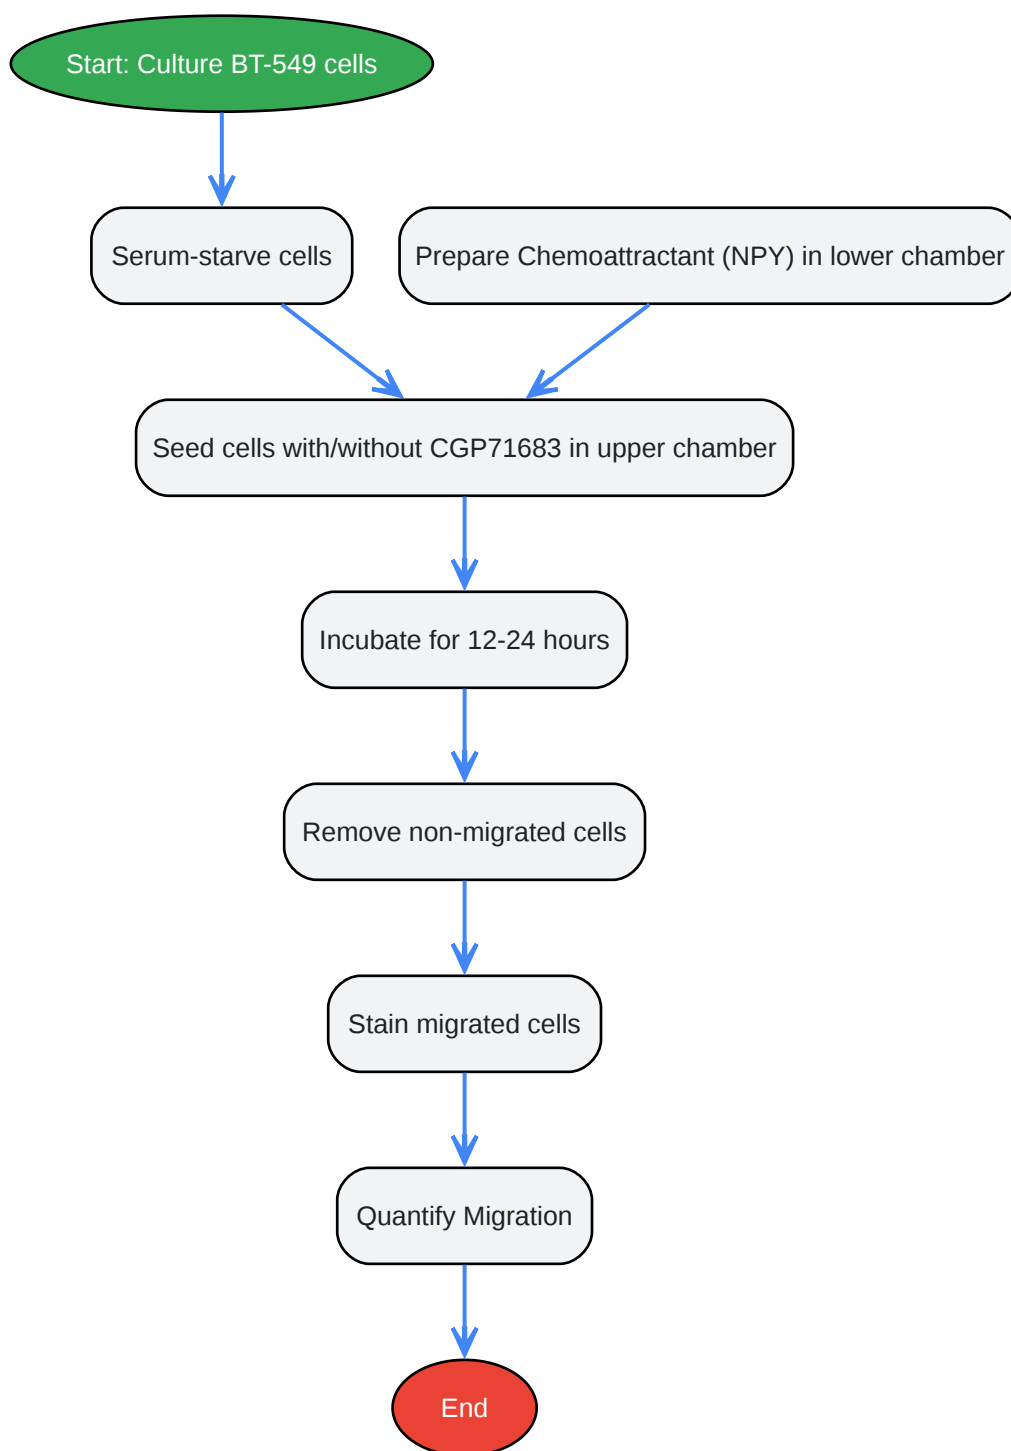 Start: Culture BT-549 cells
Serum-starve cells
Prepare Chemoattractant (NPY) in lower chamber
Seed cells with/without CGP71683 in upper chamber
Incubate for 12-24 hours
Remove non-migrated cells
Stain migrated cells
Quantify Migration
End